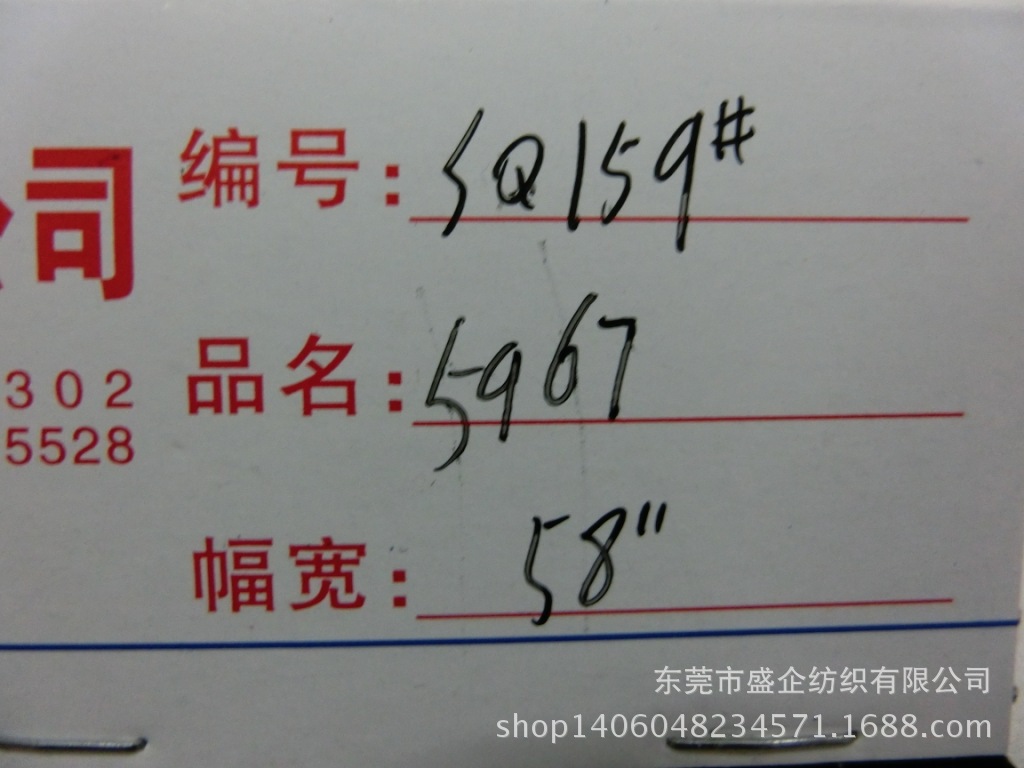 司
编号: SQ159#
302
品名: 5967
5528
幅宽: 58"
东莞市盛企纺织有限公司
shop1406048234571.1688.com